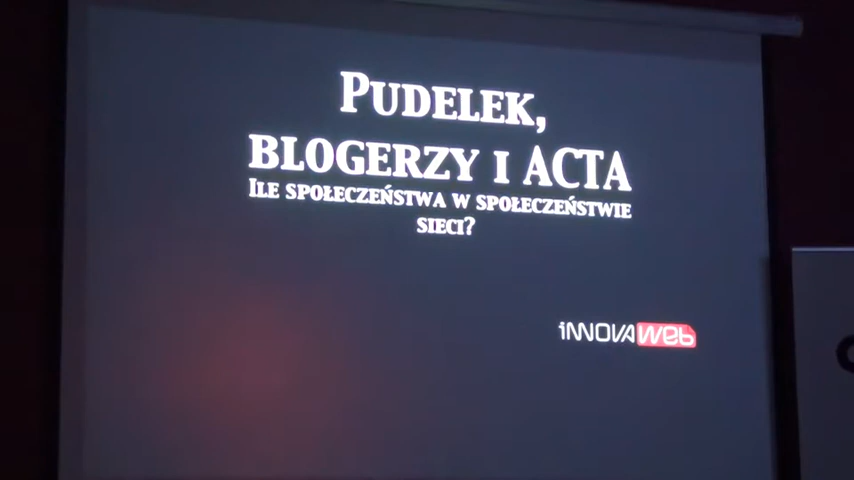 Pudelek,
blogerzy i ACTA
Ile społeczeństwa w społeczeństwie
sieci?
innovaweb